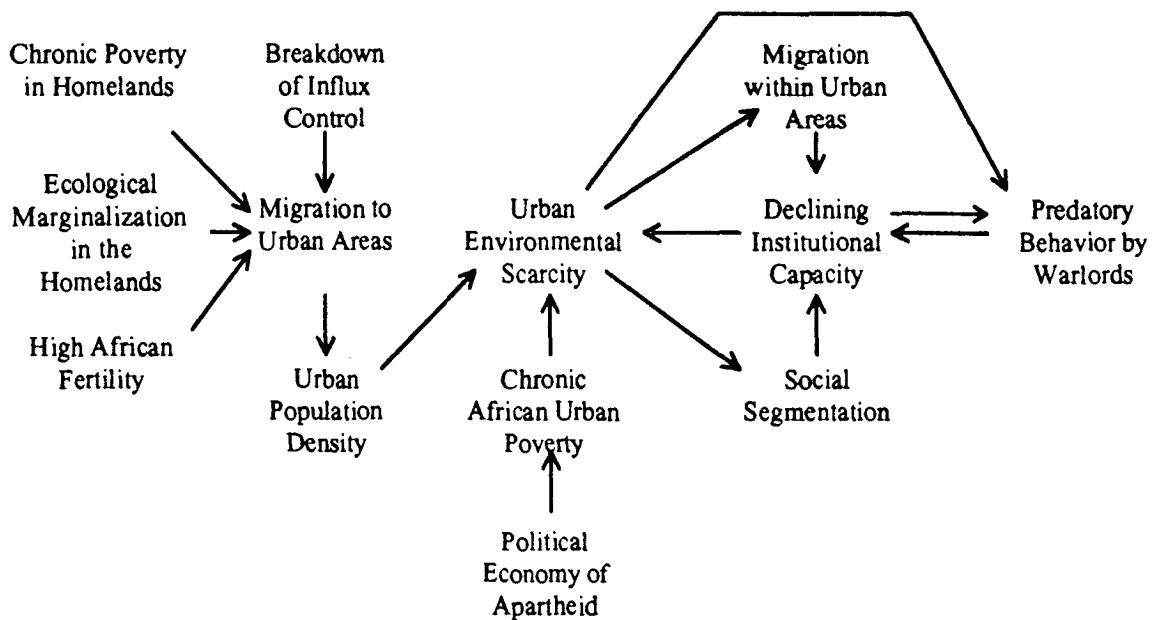 Chronic Poverty
in Homelands
Breakdown
of Influx
Control
Migration
within Urban
Areas
Ecological
Marginalization
in the
Homelands
Migration to
Urban Areas
Urban
Environmental
Scarcity
Declining
Institutional
Capacity
Predatory
Behavior by
Warlords
High African
Fertility
Urban
Population
Density
Chronic
African Urban
Poverty
Social
Segmentation
Political
Economy of
Apartheid